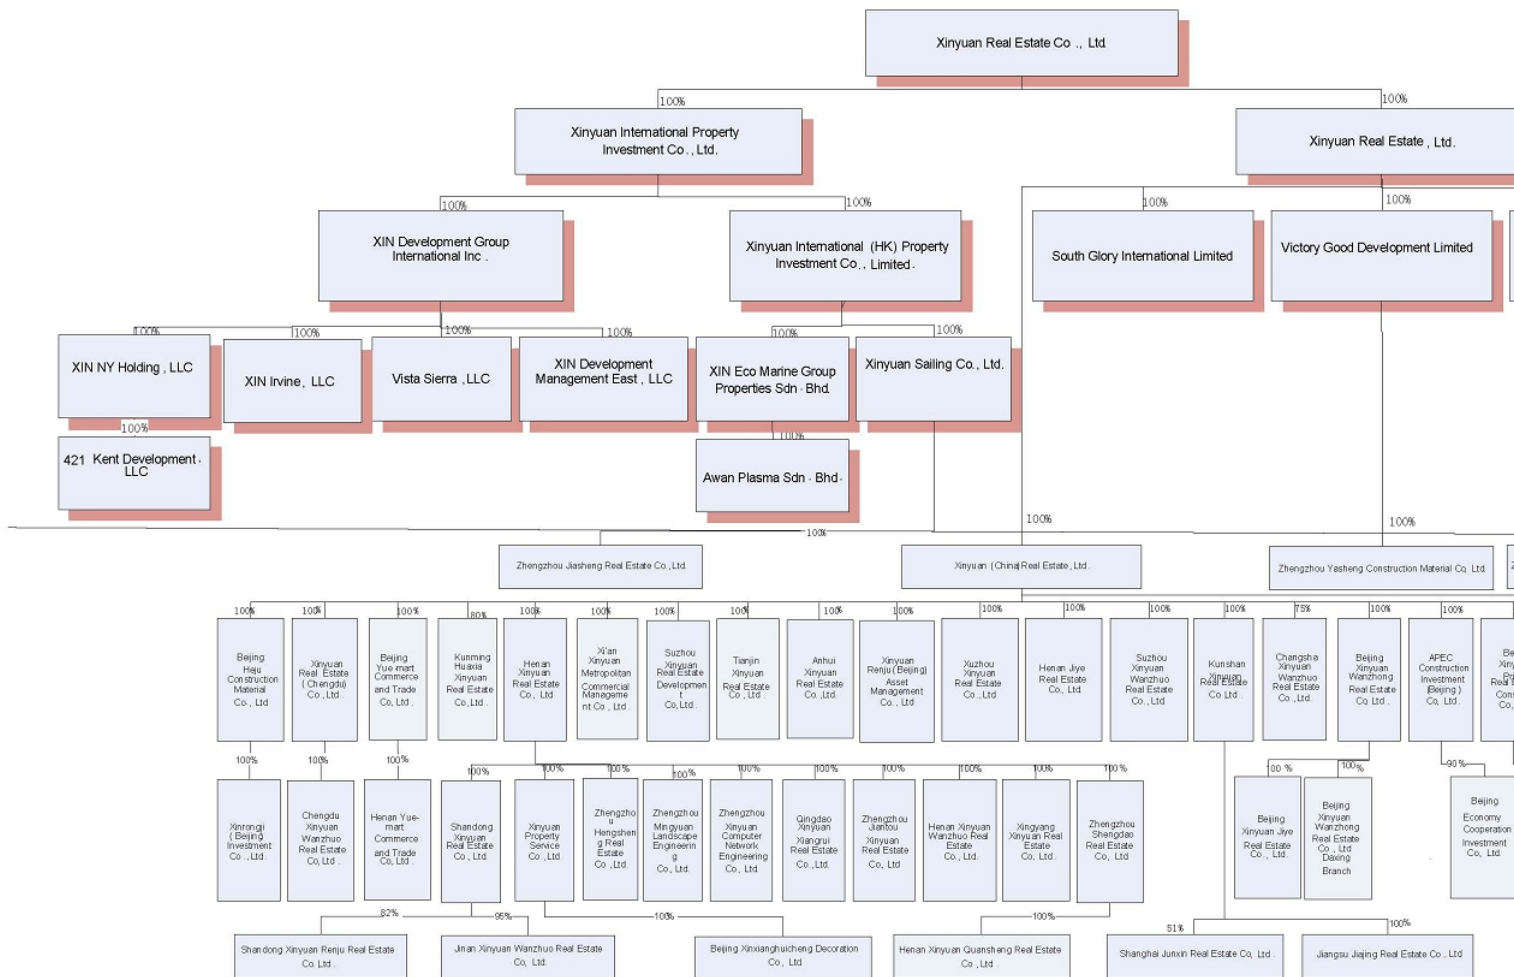 Xinyuan Real Estate Co ., Ltd
100%
100%
Xinyuan International Property
Investment Co ., Ltd.
Xinyuan Real Estate , Ltd.
100%
100%
100%
100%
XIN Development Group
International Inc .
Xinyuan International (HK) Property
Investment Co ., Limited .
South Glory International Limited
Victory Good Development Limited
100%
100%
100%
100%
100%
100%
XIN NY Holding , LLC
XIN Irvine, LLC
Vista Sierra , LLC
XIN Development
Management East , LLC
XIN Eco Marine Group
Properties Sdn . Bhd.
Xinyuan Sailing Co., Ltd.
100%
100%
421 Kent Development .
LLC
Awan Plasma Sdn . Bhd .
100%
100%
100%
Zhengzhou Jiasheng Real Estate Co ., Ltd.
Xinyuan (China) Real Estate , Ltd.
Zhengzhou Yasheng Construction Material Co, Ltd.
100%
100%
100%
80%
100%
100%
100%
100%
100%
100%
100%
100%
100%
100%
75%
100%
100%
Beijing
Heju
Construction
Material
Co ., Ltd
Xinyuan
Real Estate
( Chengdu)
Co ., Ltd .
Beijing
Yue-mart
Commerce
and Trade
Co, Ltd .
Kunming
Huaxia
Xinyuan
Real Estate
Co ., Ltd .
Henan
Xinyuan
Real Estate
Co ., Ltd
Xi'an
Xinyuan
Metropolitan
Commercial
Manageme
nt Co ., Ltd.
Suzhou
Xinyuan
Real Estate
Developmen
t
Co ., Ltd.
Tianjin
Xinyuan
Real Estate
Co ., Ltd .
Anhui
Xinyuan
Real Estate
Co ., Ltd.
Xinyuan
Renju ( Beijing)
Asset
Management
Co ., Ltd
Xuzhou
Xinyuan
Real Estate
Co ., Ltd .
Henan Jiye
Real Estate
Co ., Ltd .
Suzhou
Xinyuan
Wanzhuo
Real Estate
Co ., Ltd.
Kunshan
Xinyuan
Real Estate
Co Ltd .
Changsha
Xinyuan
Wanzhuo
Real Estate
Co ., Ltd.
Beijing
Xinyuan
Wanzhong
Real Estate
Co, Ltd .
APEC
Construction
Investment
(Beijing )
Co, Ltd.
100%
100%
100%
100%
100%
100%
100%
100%
100%
100%
100%
100%
100%
100 %
100%
90%
Xinrongji
( Beijing)
Investment
Co ., Ltd.
Chengdu
Xinyuan
Wanzhuo
Real Estate
Co, Ltd .
Henan Yue-
mart
Commerce
and Trade
Co, Ltd .
Shandong
Xinyuan
Real Estate
Co ., Ltd
Xinyuan
Property
Service
Co., Ltd.
Zhengzho
u
Hengshen
g Real
Estate
Co ., Ltd.
Zhengzhou
Mingyuan
Landscape
Engineerin
g
Co, Ltd.
Zhengzhou
Xinyuan
Computer
Network
Engineering
Co, Ltd.
Qingdao
Xinyuan
Xiangrui
Real Estate
Co ., Ltd.
Zhengzhou
Jiantou
Xinyuan
Real Estate
Co, Ltd .
Henan Xinyuan
Wanzhuo Real
Estate
Co., Ltd.
Xingyang
Xinyuan Real
Estate
Co, Ltd .
Zhengzhou
Shengdao
Real Estate
Co, Ltd.
Beijing
Xinyuan Jiye
Real Estate
Co ., Ltd.
Beijing
Xinyuan
Wanzhong
Real Estate
Co ., Ltd
Daxing
Branch
Beijing
Economy
Cooperation
Investment
Co, Ltd.
82%
95%
100%
100%
51%
100%
Shandong Xinyuan Renju Real Estate
Co. Ltd .
Jinan Xinyuan Wanzhuo Real Estate
Co, Ltd.
Beijing Xinxianghuicheng Decoration
Co ., Ltd
Henan Xinyuan Quansheng Real Estate
Co ., Ltd .
Shanghai Junxin Real Estate Co, Ltd .
Jiangsu Jiajing Real Estate Co ., Ltd